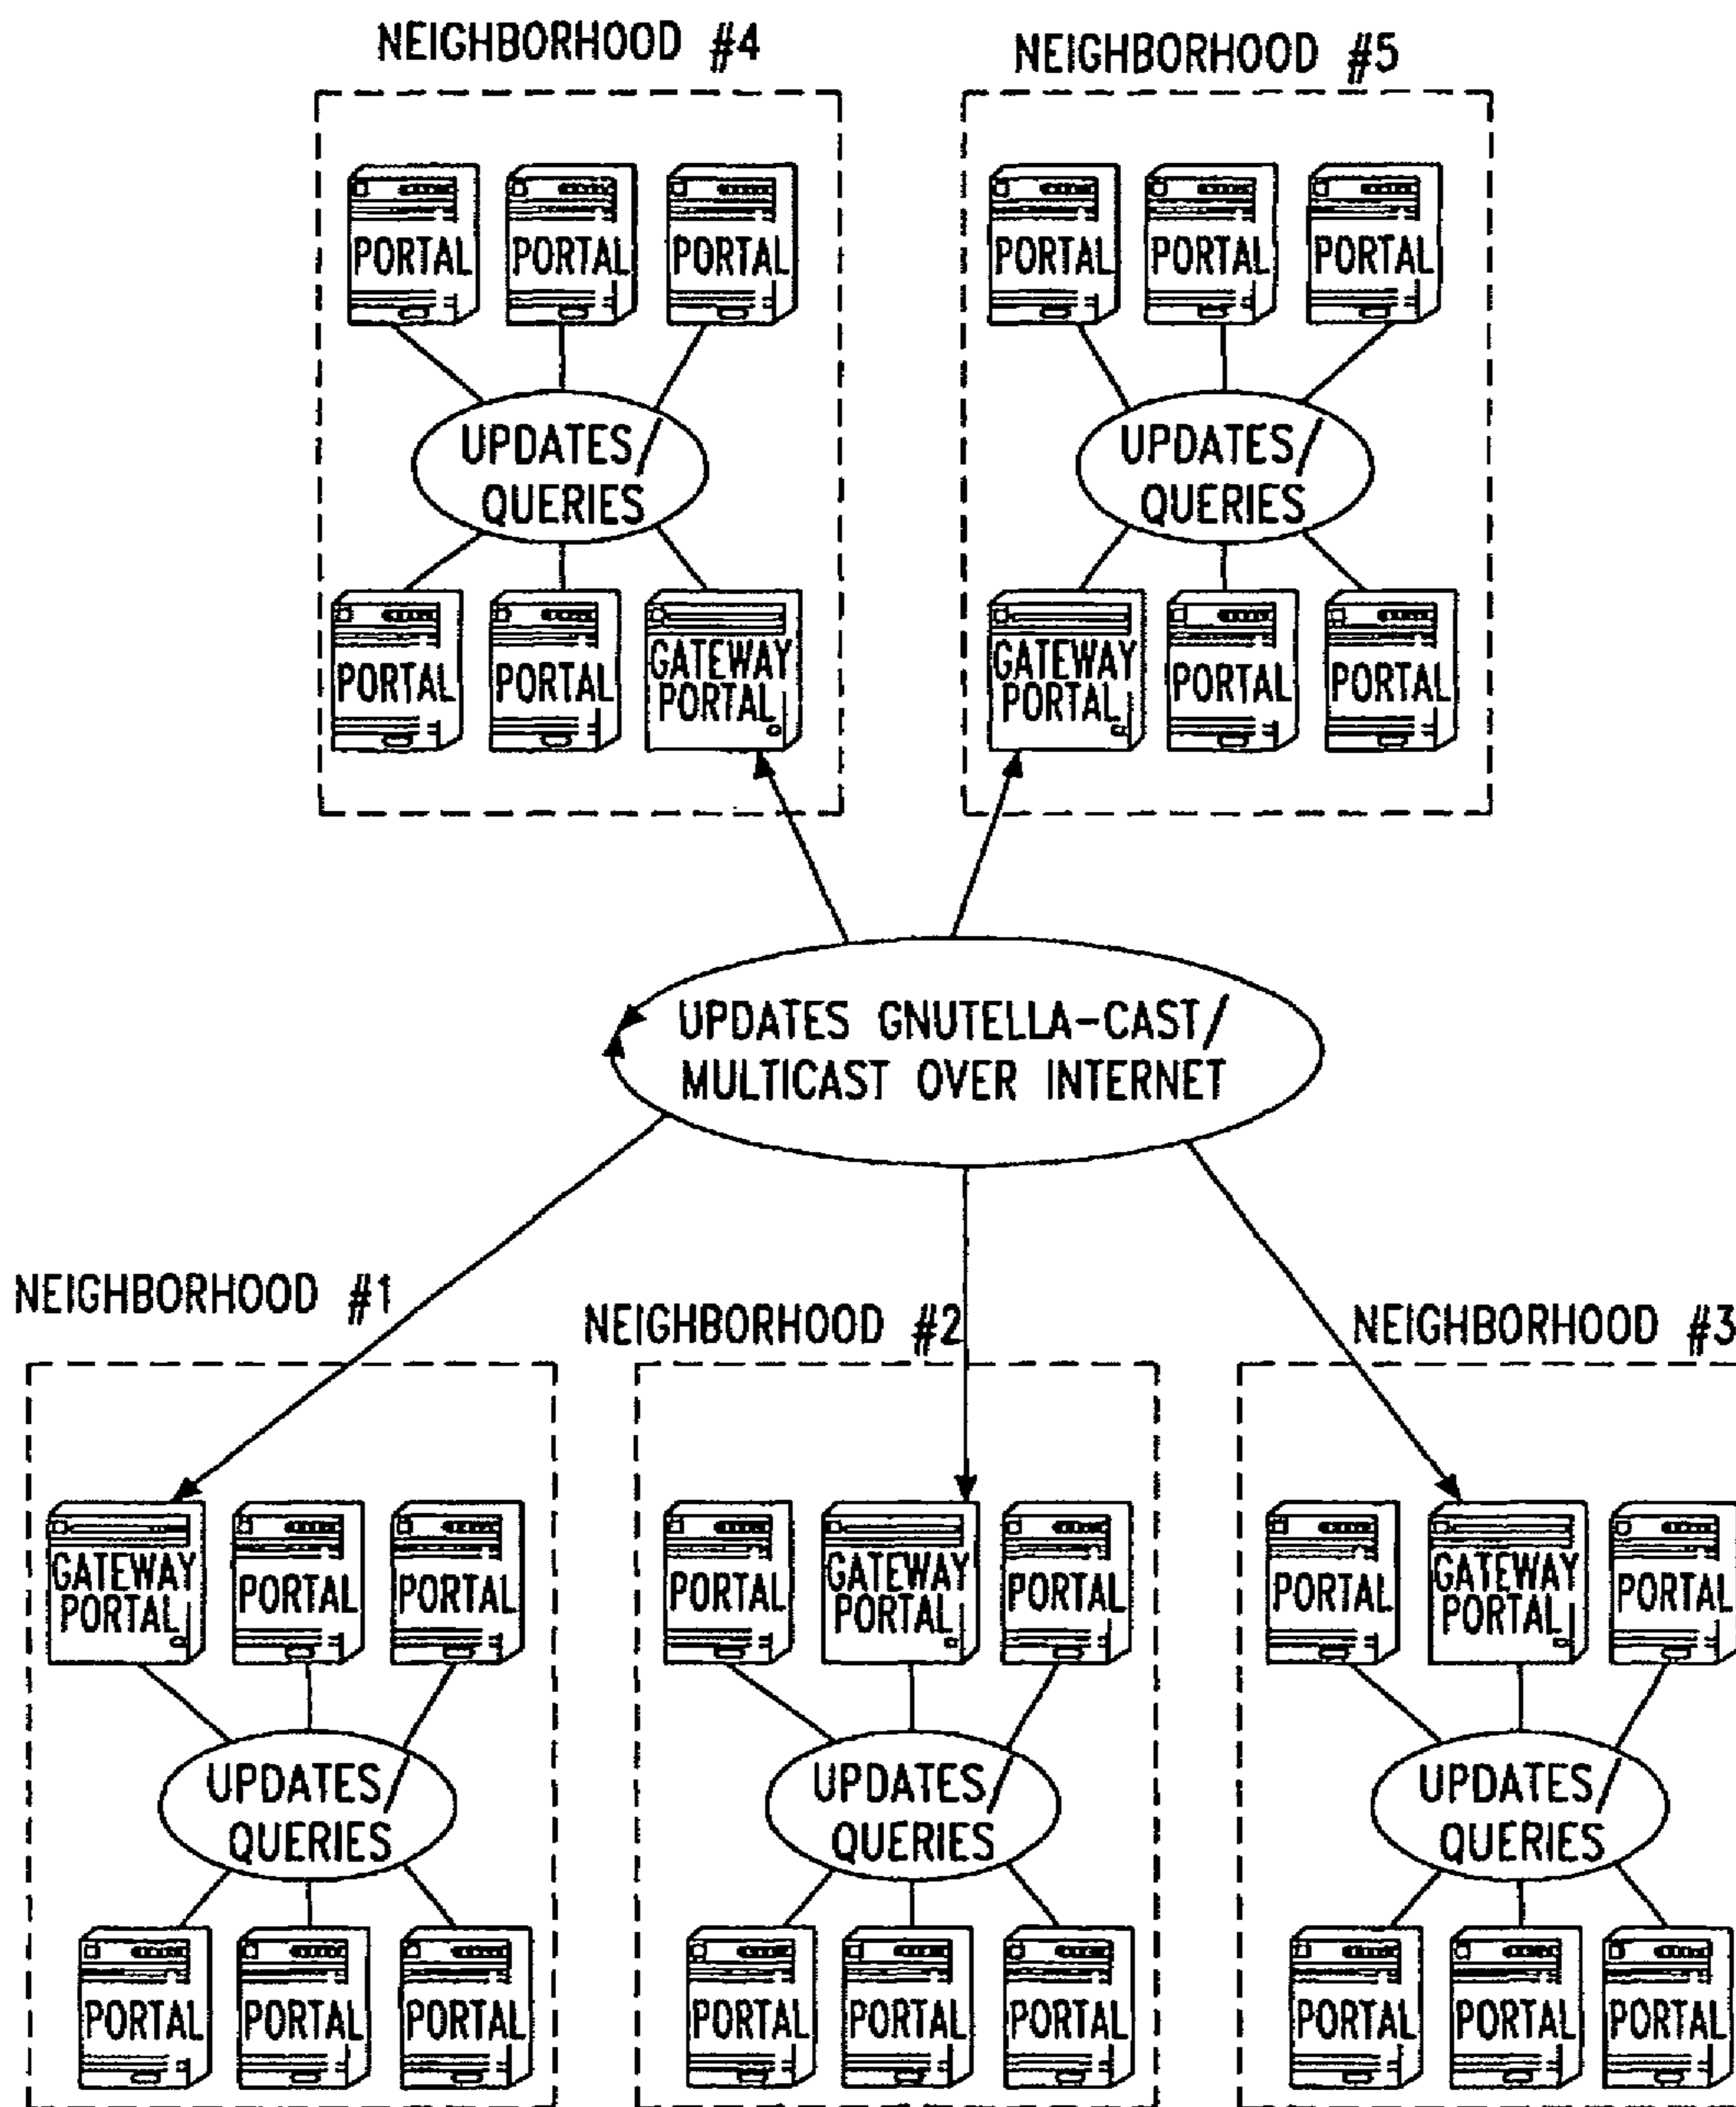 NEIGHBORHOOD #4
NEIGHBORHOOD #5
PORTAL PORTAL PORTAL
PORTAL PORTAL PORTAL
UPDATES/
QUERIES
UPDATES/
QUERIES
PORTAL PORTAL GATEWAY
PORTAL
GATEWAY
PORTAL PORTAL PORTAL
UPDATES GNUTELLA-CAST/
MULTICAST OVER INTERNET
NEIGHBORHOOD #1
NEIGHBORHOOD #2
NEIGHBORHOOD #3
GATEWAY
PORTAL PORTAL PORTAL
PORTAL GATEWAY
PORTAL PORTAL
PORTAL GATEWAY
PORTAL PORTAL
UPDATES/
QUERIES
UPDATES/
QUERIES
UPDATES/
QUERIES
PORTAL PORTAL PORTAL
PORTAL PORTAL PORTAL
PORTAL PORTAL PORTAL